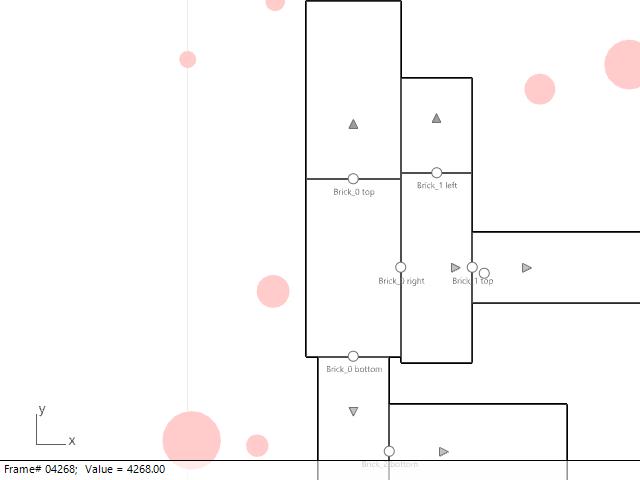 Brick_0 top
Brick_1 left
Brick_0 right
Brick_1 top
Brick_0 bottom
y
x
Brick_2 bottom
Frame# 04268;  Value = 4268.00